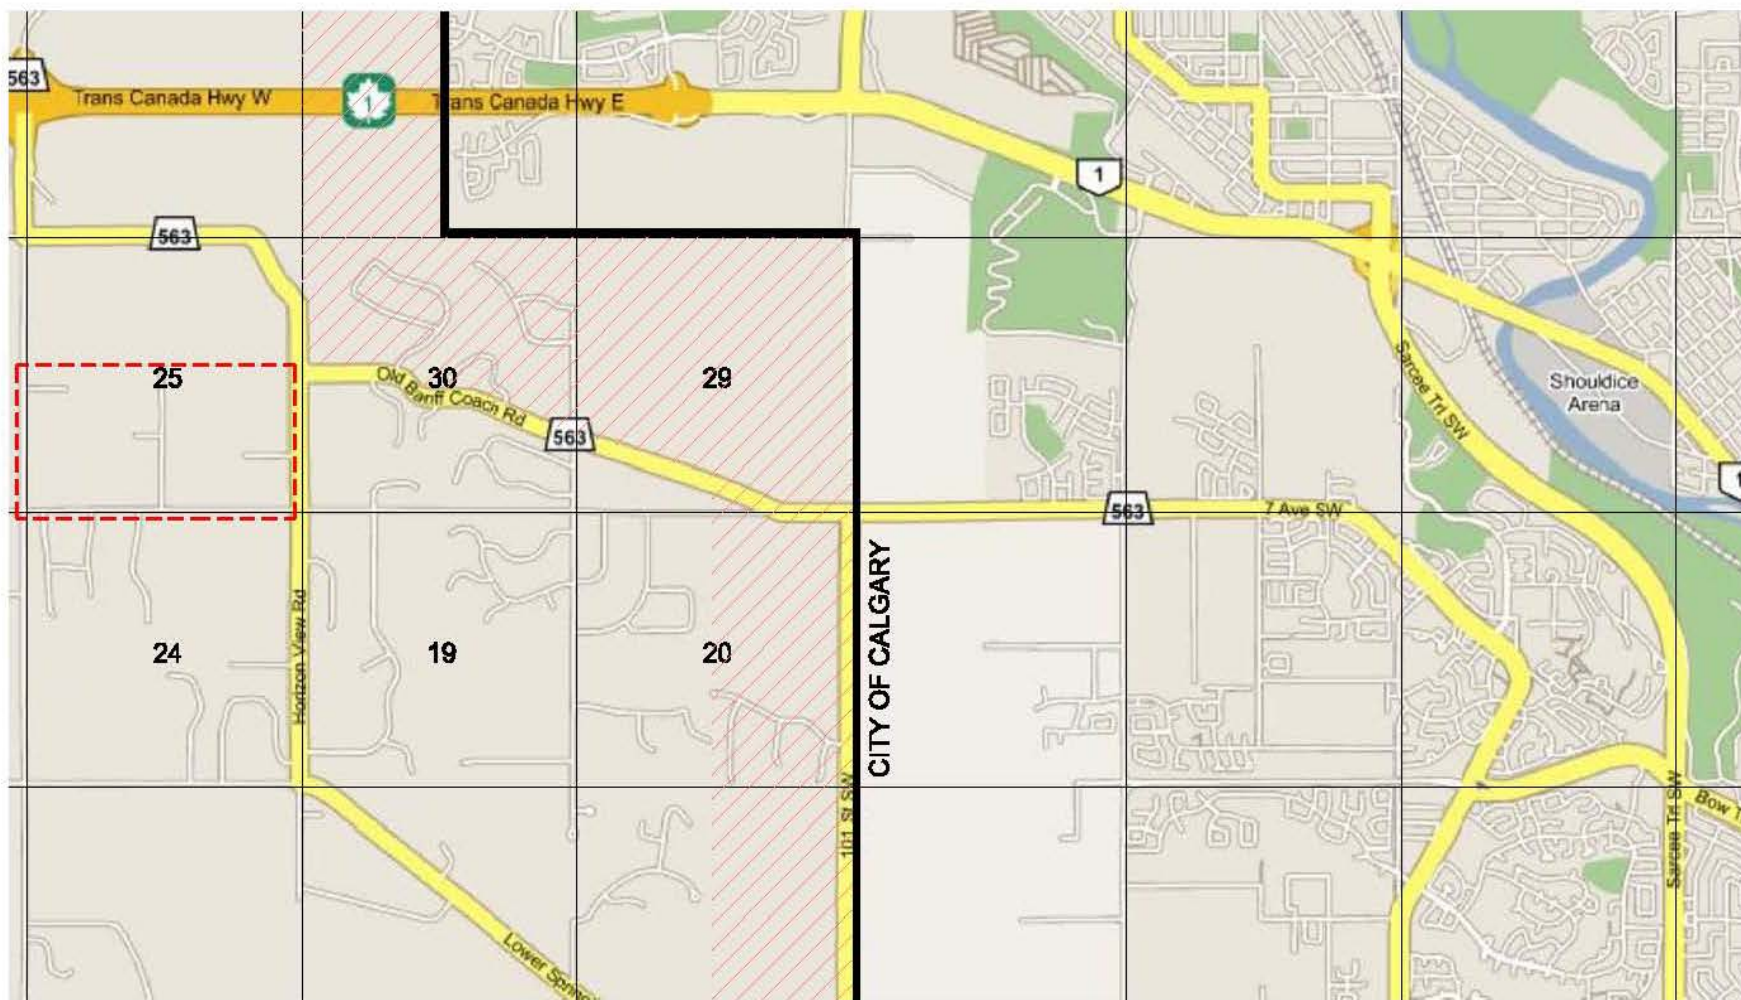 563
Trans Canada Hwy W
1
Trans Canada Hwy E
1
563
25
30
29
Old Banff Coach Rd
563
Sarcee Trl SW
Shouldice
Arena
1
563
7 Ave SW
CITY OF CALGARY
Horizon View Rd
24
19
20
101 St SW
Sarcee Trl SW
Bow T
Lower Spring